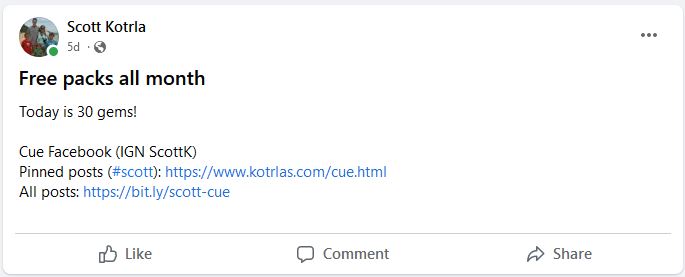 Scott Kotrla
5d ·
Free packs all month
Today is 30 gems!
Cue Facebook (IGN ScottK)
Pinned posts (#scott): https://www.kotrlas.com/cue.html
All posts: https://bit.ly/scott-cue
Like Comment Share